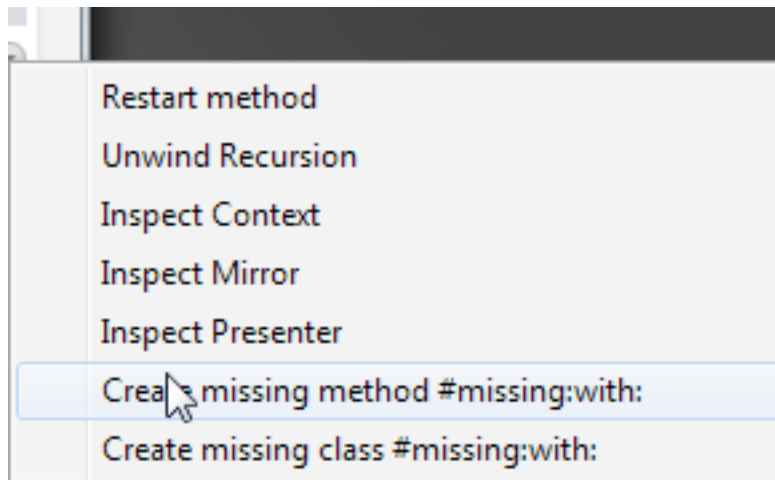 Restart method
Unwind Recursion
Inspect Context
Inspect Mirror
Inspect Presenter
Create missing method #missing:with:
Create missing class #missing:with: